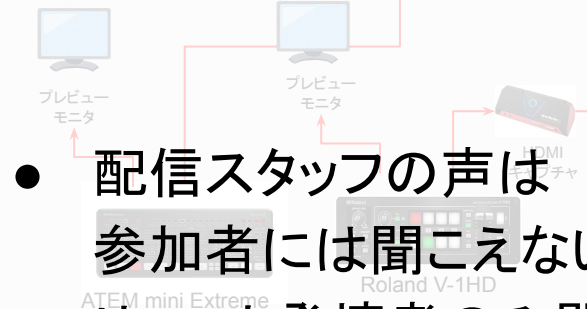 プレビュー
モニタ
プレビュー
モニタ
HDMI
キャプチャ
● 配信スタッフの声は
参加者には聞こえない
ATEM mini Extreme
Roland V-1HD